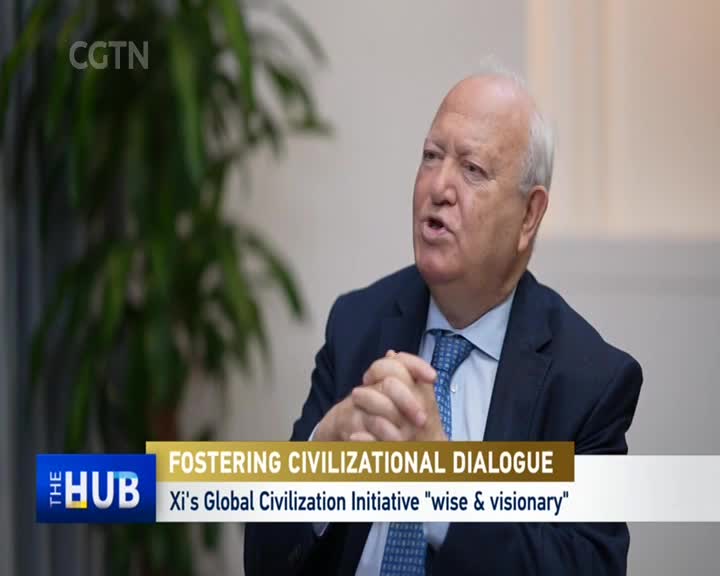 CGTN
THE HUB
FOSTERING CIVILIZATIONAL DIALOGUE
Xi's Global Civilization Initiative "wise & visionary"